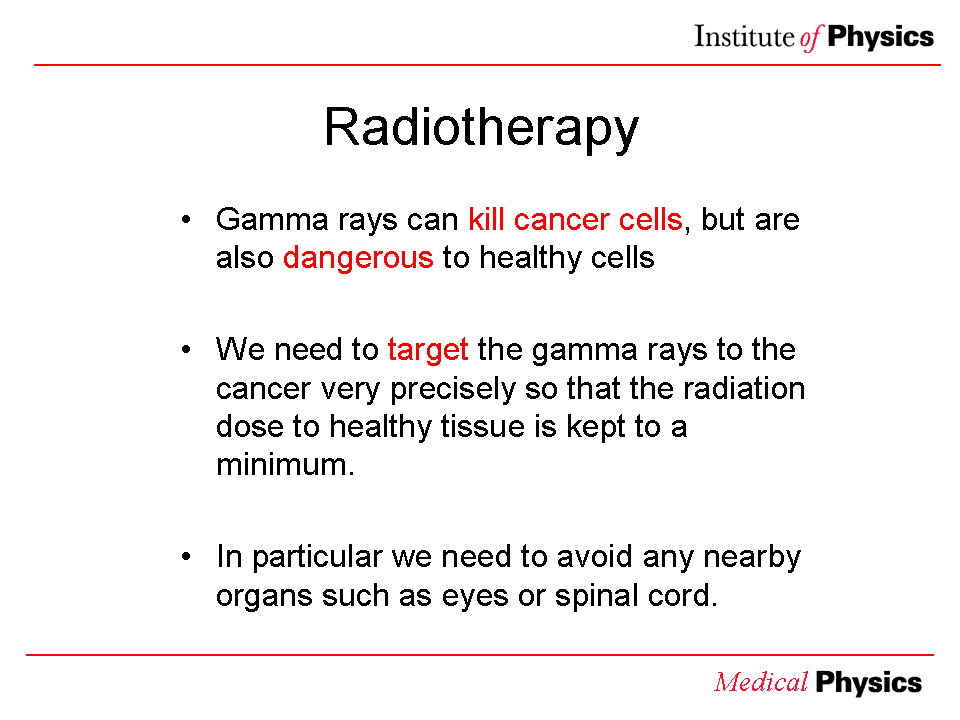 Institute of Physics
Radiotherapy
• Gamma rays can kill cancer cells, but are
also dangerous to healthy cells
• We need to target the gamma rays to the
cancer very precisely so that the radiation
dose to healthy tissue is kept to a
minimum.
• In particular we need to avoid any nearby
organs such as eyes or spinal cord.
Medical Physics